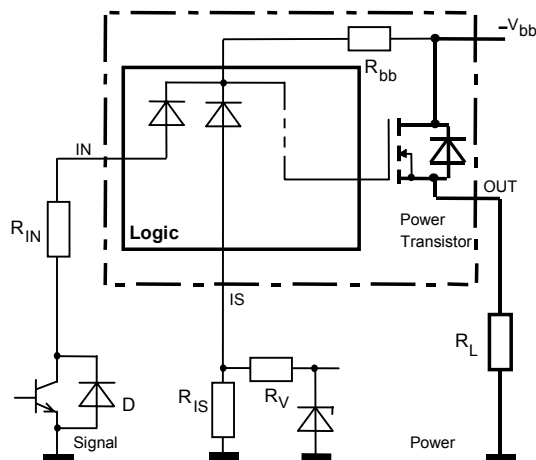 -Vbb
Rbb
IN
OUT
Power
Transistor
RIN
Logic
IS
RL
D
RIS
RV
Signal
Power